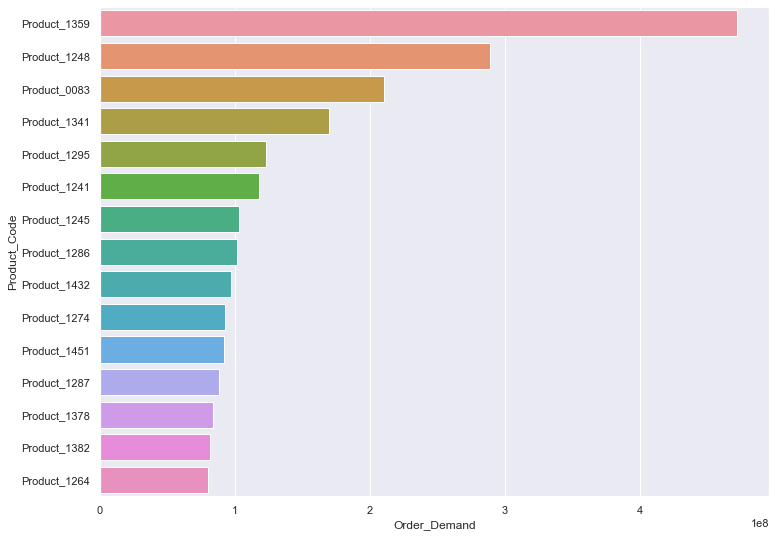 Product_1359
Product_1248
Product_0083
Product_1341
Product_1295
Product_1241
Product_1245
Product_1286
Product_1432
Product_1274
Product_1451
Product_1287
Product_1378
Product_1382
Product_1264
Product_Code
0 1 2 3 4
1e8
Order_Demand